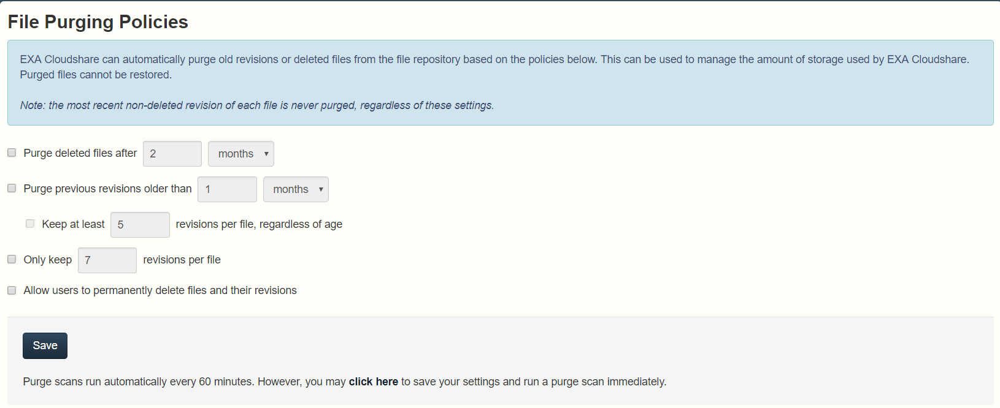 File Purging Policies
EXA Cloudshare can automatically purge old revisions or deleted files from the file repository based on the policies below. This can be used to manage the amount of storage used by EXA Cloudshare.
Purged files cannot be restored.
Note: the most recent non-deleted revision of each file is never purged, regardless of these settings.
Purge deleted files after 2 months
Purge previous revisions older than 1 months
Keep at least 5 revisions per file, regardless of age
Only keep 7 revisions per file
Allow users to permanently delete files and their revisions
Save
Purge scans run automatically every 60 minutes. However, you may click here to save your settings and run a purge scan immediately.